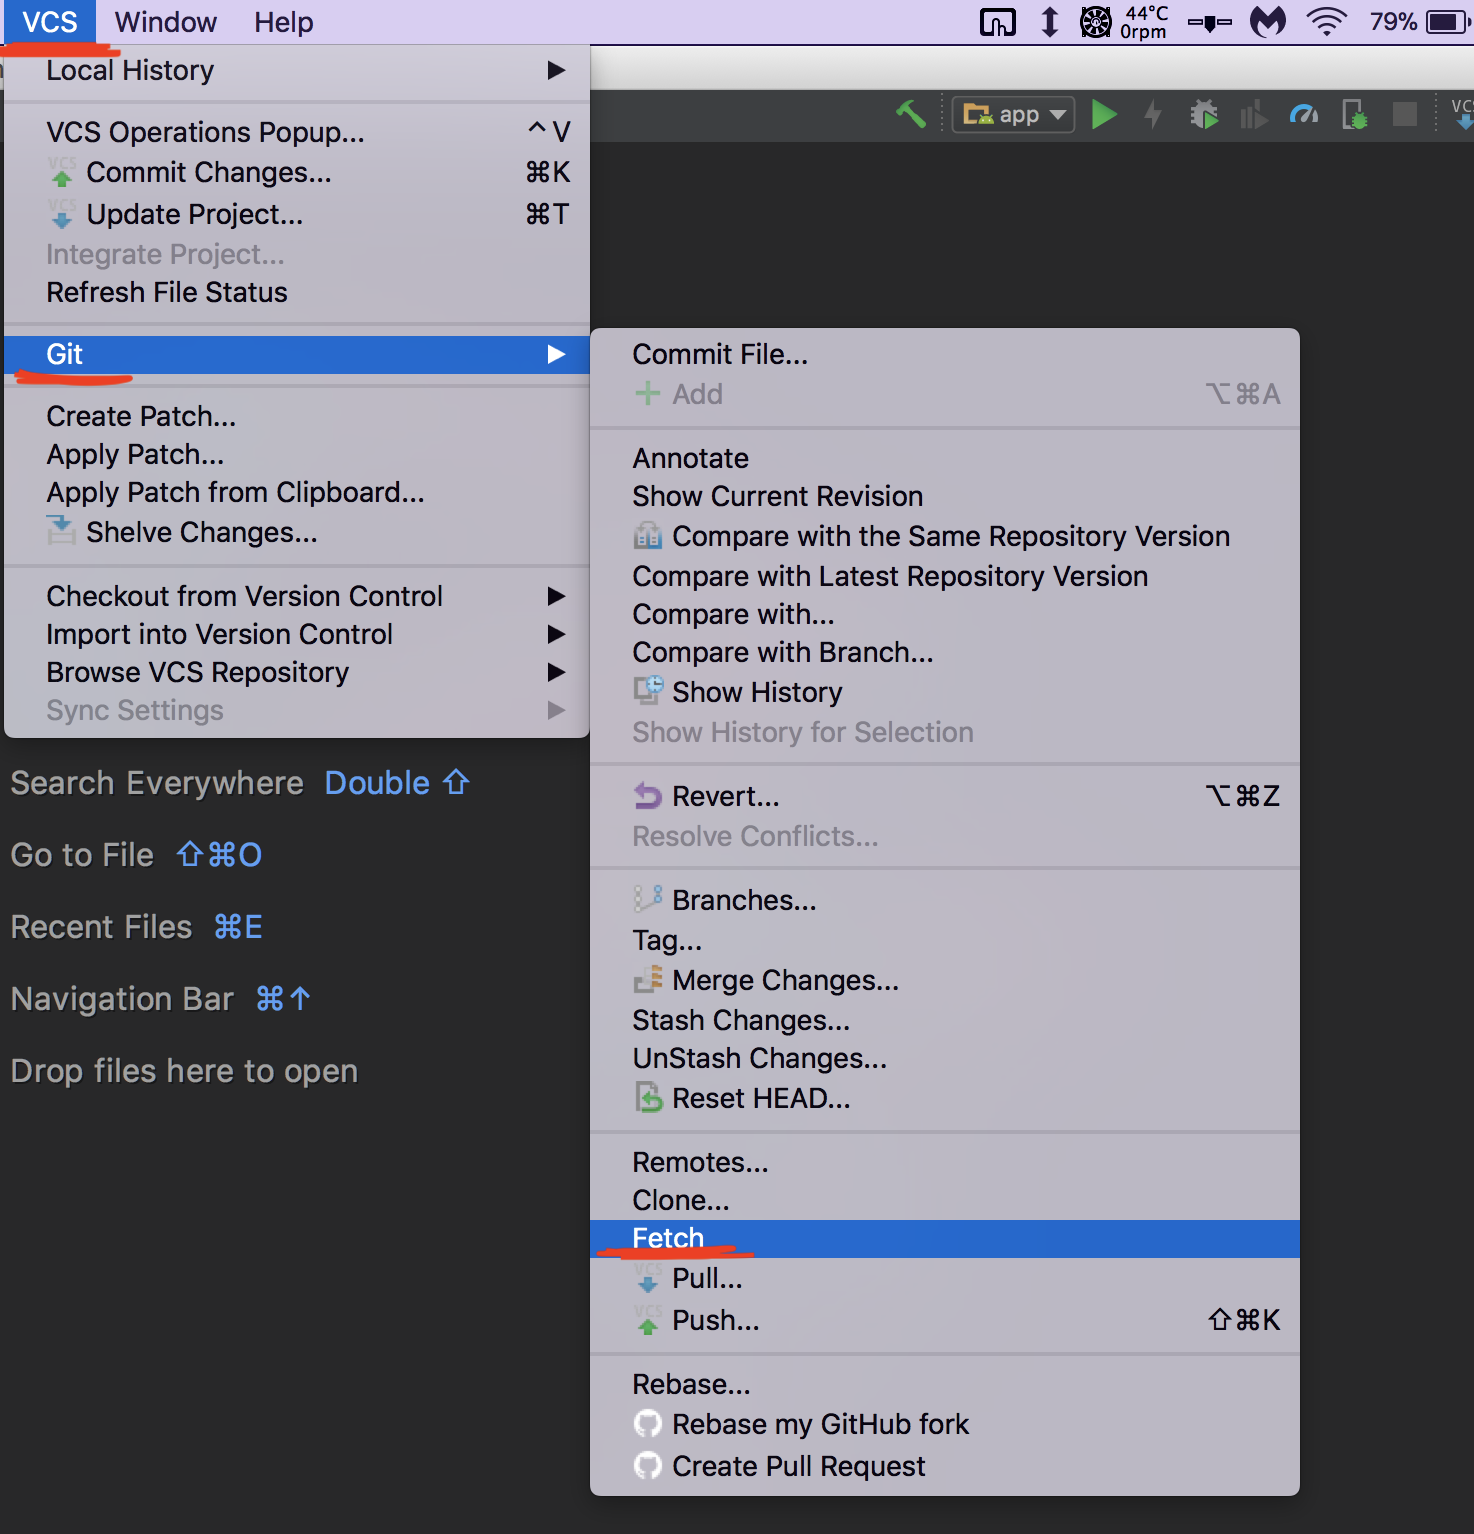 VCS Window Help 44°C 0rpm 79%
Local History
VCS Operations Popup... ^V
Commit Changes... ⌘K
Update Project... ⌘T
Integrate Project...
Refresh File Status
Git
Create Patch...
Apply Patch...
Apply Patch from Clipboard...
Shelve Changes...
Checkout from Version Control
Import into Version Control
Browse VCS Repository
Sync Settings
app
VCS
Commit File...
Add ⌥⌘A
Annotate
Show Current Revision
Compare with the Same Repository Version
Compare with Latest Repository Version
Compare with...
Compare with Branch...
Show History
Show History for Selection
Revert... ⌥⌘Z
Resolve Conflicts...
Branches...
Tag...
Merge Changes...
Stash Changes...
UnStash Changes...
Reset HEAD...
Remotes...
Clone...
Fetch
Pull...
Push... ⇧⌘K
Rebase...
Rebase my GitHub fork
Create Pull Request
Search Everywhere Double ⇧
Go to File ⇧⌘O
Recent Files ⌘E
Navigation Bar ⌘↑
Drop files here to open